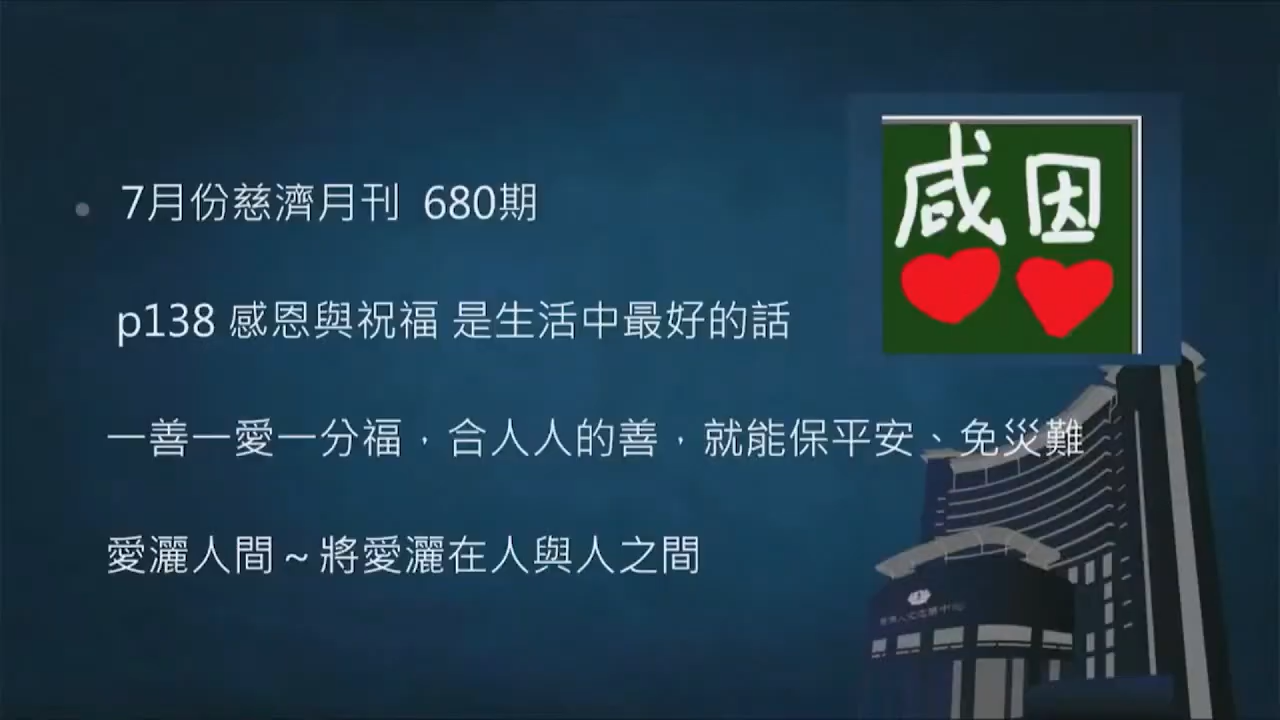 7月份慈濟月刊 680期
p138 感恩與祝福 是生活中最好的話
一善一愛一分福，合人人的善，就能保平安、免災難
愛灑人間～將愛灑在人與人之間
咸因